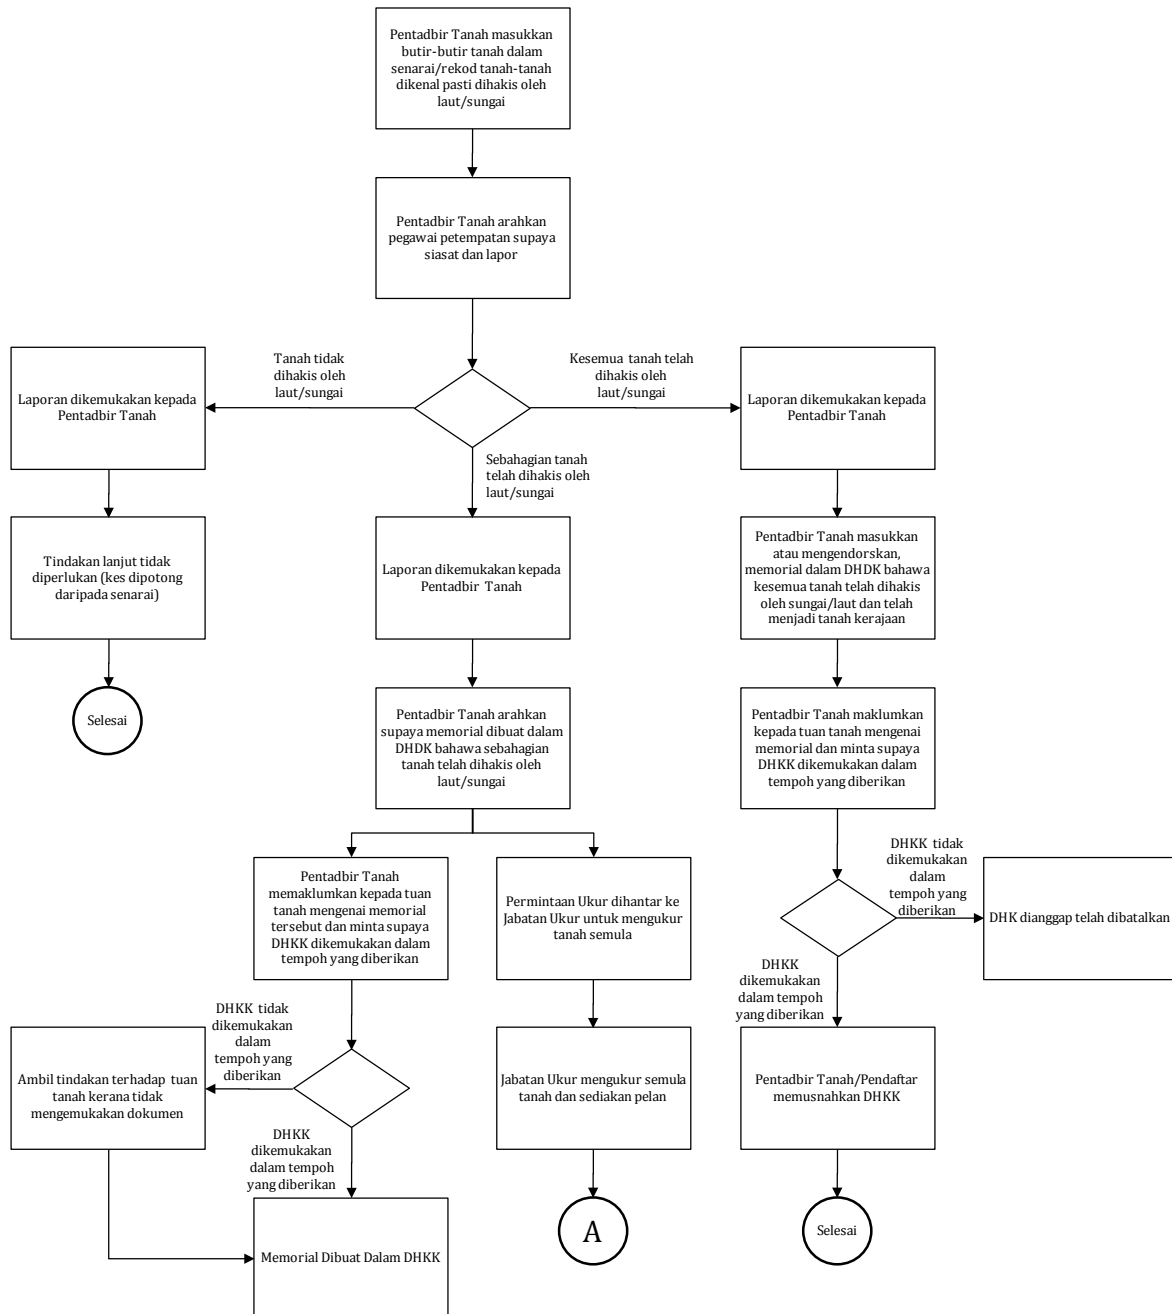 Pentadbir Tanah masukkan
butir-butir tanah dalam
senarai/rekod tanah-tanah
dikenal pasti dihakis oleh
laut/sungai
Pentadbir Tanah arahkan
pegawai petempatan supaya
siasat dan lapor
Tanah tidak
dihakis oleh
laut/sungai
Kesemua tanah telah
dihakis oleh
laut/sungai
Laporan dikemukakan kepada
Pentadbir Tanah
Laporan dikemukakan kepada
Pentadbir Tanah
Sebahagian tanah
telah dihakis oleh
laut/sungai
Tindakan lanjut tidak
diperlukan (kes dipotong
daripada senarai)
Laporan dikemukakan kepada
Pentadbir Tanah
Pentadbir Tanah masukkan
atau mengendorskan,
memorial dalam DHDK bahawa
kesemua tanah telah dihakis
oleh sungai/laut dan telah
menjadi tanah kerajaan
Selesai
Pentadbir Tanah arahkan
supaya memorial dibuat dalam
DHDK bahawa sebahagian
tanah telah dihakis oleh
laut/sungai
Pentadbir Tanah maklumkan
kepada tuan tanah mengenai
memorial dan minta supaya
DHKK dikemukakan dalam
tempoh yang diberikan
Pentadbir Tanah
memaklumkan kepada tuan
tanah mengenai memorial
tersebut dan minta supaya
DHKK dikemukakan dalam
tempoh yang diberikan
Permintaan Ukur dihantar ke
Jabatan Ukur untuk mengukur
tanah semula
DHKK tidak
dikemukakan
dalam
tempoh yang
diberikan
DHK dianggap telah dibatalkan
DHKK
dikemukakan
dalam tempoh
yang diberikan
DHKK tidak
dikemukakan
dalam
tempoh yang
diberikan
Ambil tindakan terhadap tuan
tanah kerana tidak
mengemukakan dokumen
Jabatan Ukur mengukur semula
tanah dan sediakan pelan
Pentadbir Tanah/Pendaftar
memusnahkan DHKK
DHKK
dikemukakan
dalam tempoh
yang diberikan
Memorial Dibuat Dalam DHKK
A
Selesai